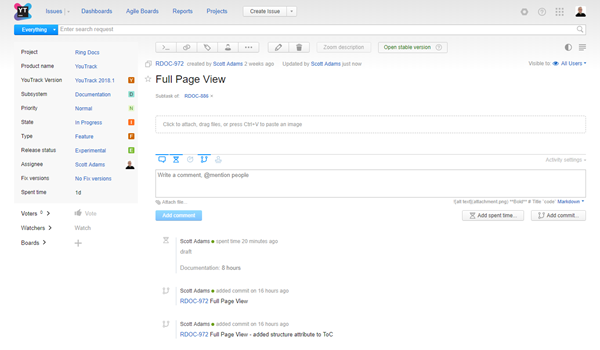 YT
Issues Dashboards Agile Boards Reports Projects Create Issue
Everything Enter search request
Project Ring Docs
Product name YouTrack
YouTrack Version YouTrack 2018.1 Y
Subsystem Documentation D
Priority Normal N
State In Progress I
Type Feature F
Release status Experimental E
Assignee Scott Adams
Fix versions No Fix versions
Spent time 1d
Voters 0 Vote
Watchers Watch
Boards
Zoom description Open stable version
RDOC-972 created by Scott Adams 2 weeks ago Updated by Scott Adams just now Visible to All Users
Full Page View
Subtask of RDOC-886
Click to attach, drag files, or press Ctrl+V to paste an image
Activity settings
Write a comment, @mention people
Attach file... ![alt text](attachment.png) **Bold** # Title `code` Markdown
Add comment Add spent time... Add commit...
Scott Adams spent time 20 minutes ago
draft
Documentation: 8 hours
Scott Adams added commit on 16 hours ago
RDOC-972 Full Page View
Scott Adams added commit on 16 hours ago
RDOC-972 Full Page View - added structure attribute to ToC